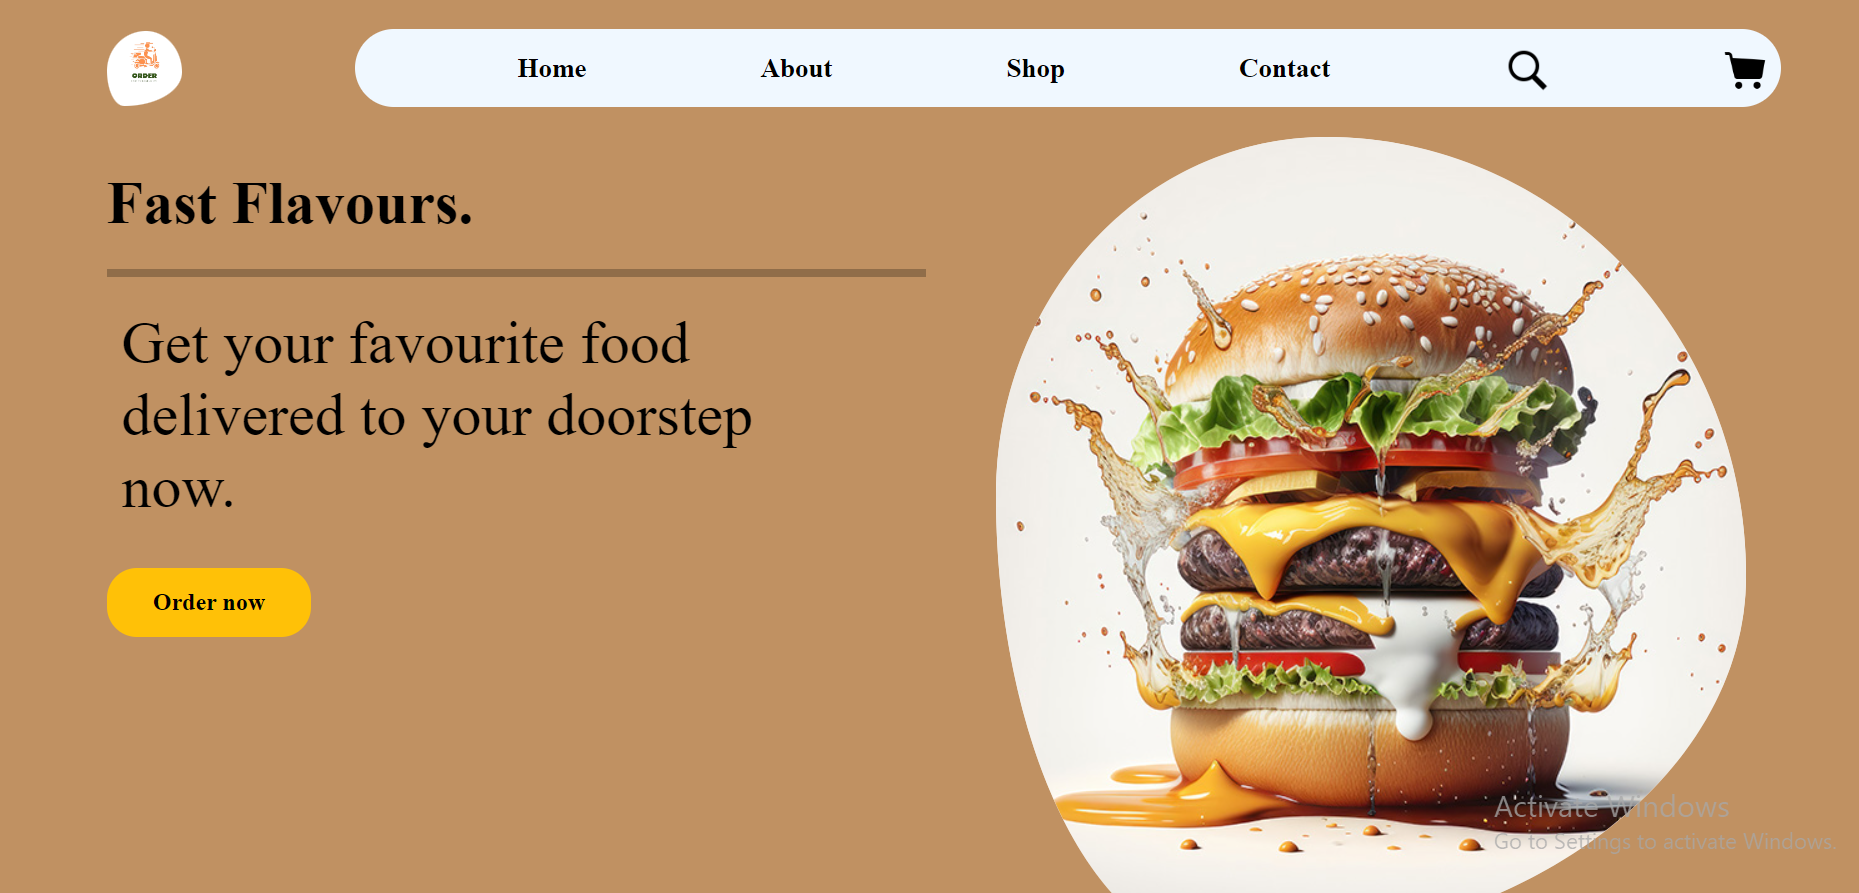 ORDER
Home About Shop Contact
Fast Flavours.
Get your favourite food
delivered to your doorstep
now.
Order now
Activate Windows
Go to Settings to activate Windows.